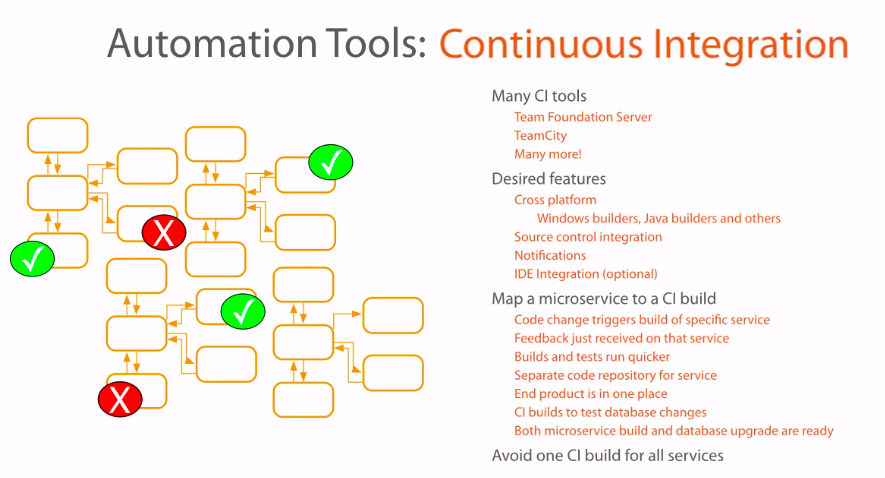 Automation Tools: Continuous Integration
Many CI tools
Team Foundation Server
TeamCity
Many more!
Desired features
Cross platform
Windows builders, Java builders and others
Source control integration
Notifications
IDE Integration (optional)
Map a microservice to a CI build
Code change triggers build of specific service
Feedback just received on that service
Builds and tests run quicker
Separate code repository for service
End product is in one place
CI builds to test database changes
Both microservice build and database upgrade are ready
Avoid one CI build for all services
X
X